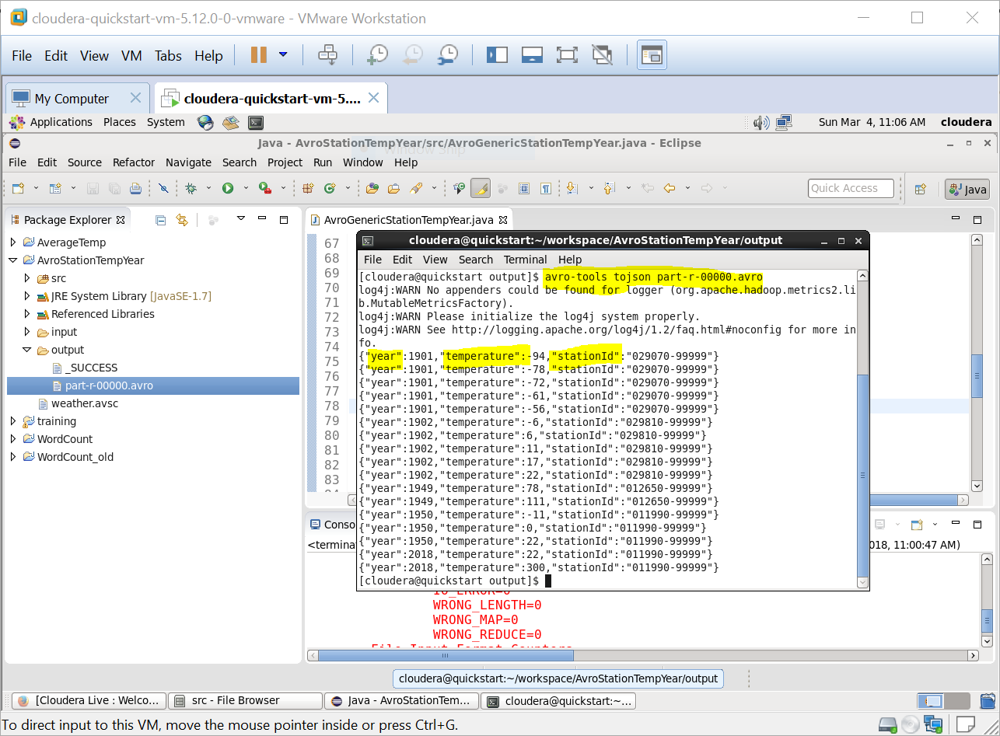 cloudera-quickstart-vm-5.12.0-0-vmware - VMware Workstation
File Edit View VM Tabs Help
My Computer
cloudera-quickstart-vm-5....
Applications Places System
Sun Mar 4, 11:06 AM cloudera
Java - AvroStationTempYear/src/AvroGenericStationTempYear.java - Eclipse
Window Snip
File Edit Source Refactor Navigate Search Project Run Window Help
Quick Access
Java
Package Explorer
AverageTemp
AvroStationTempYear
src
JRE System Library [JavaSE-1.7]
Referenced Libraries
input
output
_SUCCESS
part-r-00000.avro
weather.avsc
training
WordCount
WordCount_old
AvroGenericStationTempYear.java
67
68
69
70
71
72
73
74
75
76
77
78
79
80
81
82
83
84
cloudera@quickstart:~/workspace/AvroStationTempYear/output
File Edit View Search Terminal Help
[cloudera@quickstart output]$ avro-tools tojson part-r-00000.avro
log4j:WARN No appenders could be found for logger (org.apache.hadoop.metrics2.li
b.MutableMetricsFactory).
log4j:WARN Please initialize the log4j system properly.
log4j:WARN See http://logging.apache.org/log4j/1.2/faq.html#noconfig for more in
fo.
{"year":1901,"temperature":-94,"stationId":"029070-99999"}
{"year":1901,"temperature":-78,"stationId":"029070-99999"}
{"year":1901,"temperature":-72,"stationId":"029070-99999"}
{"year":1901,"temperature":-61,"stationId":"029070-99999"}
{"year":1901,"temperature":-56,"stationId":"029070-99999"}
{"year":1902,"temperature":-6,"stationId":"029810-99999"}
{"year":1902,"temperature":6,"stationId":"029810-99999"}
{"year":1902,"temperature":11,"stationId":"029810-99999"}
{"year":1902,"temperature":17,"stationId":"029810-99999"}
{"year":1902,"temperature":22,"stationId":"029810-99999"}
{"year":1949,"temperature":78,"stationId":"012650-99999"}
{"year":1949,"temperature":111,"stationId":"012650-99999"}
{"year":1950,"temperature":-11,"stationId":"011990-99999"}
{"year":1950,"temperature":0,"stationId":"011990-99999"}
{"year":1950,"temperature":22,"stationId":"011990-99999"}
{"year":2018,"temperature":22,"stationId":"011990-99999"}
{"year":2018,"temperature":300,"stationId":"011990-99999"}
[cloudera@quickstart output]$
Conso
<termina
018, 11:00:47 AM)
IO_ERROR=0
WRONG_LENGTH=0
WRONG_MAP=0
WRONG_REDUCE=0
File Input Format Counters
cloudera@quickstart:~/workspace/AvroStationTempYear/output
[Cloudera Live : Welco...
src - File Browser
Java - AvroStationTem...
cloudera@quickstart:~...
To direct input to this VM, move the mouse pointer inside or press Ctrl+G.